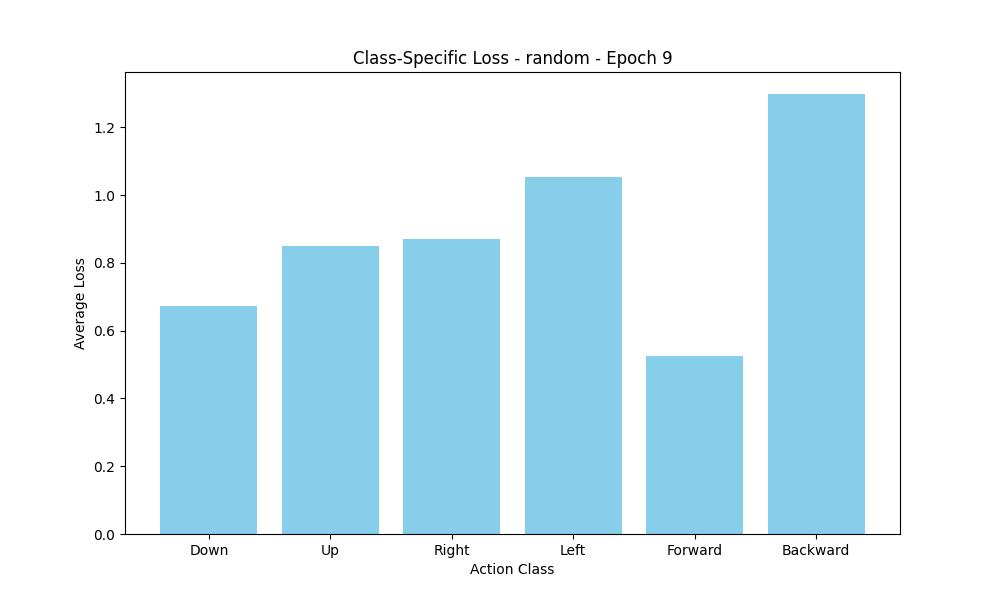 Class-Specific Loss - random - Epoch 9
Average Loss
1.2
1.0
0.8
0.6
0.4
0.2
0.0
Down Up Right Left Forward Backward
Action Class